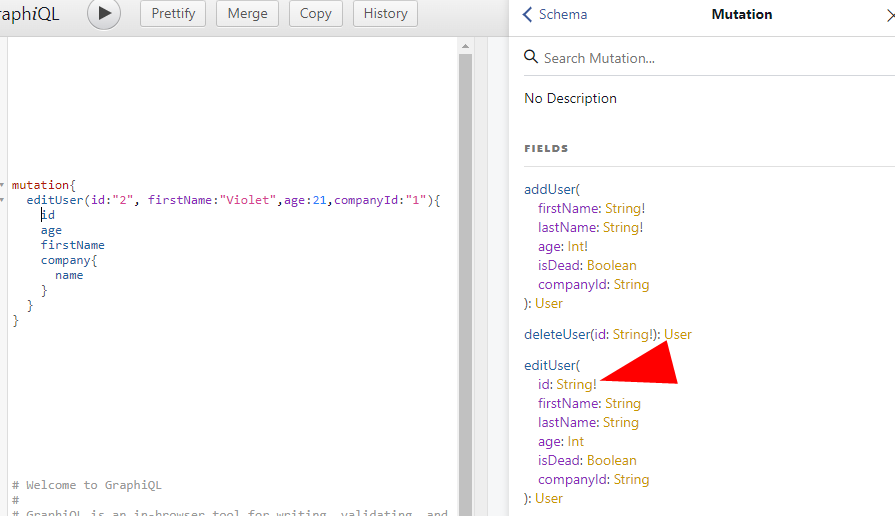 raphiQL Prettify Merge Copy History
mutation{
editUser(id:"2", firstName:"Violet",age:21,companyId:"1"){
id
age
firstName
company{
name
}
}
}
# Welcome to GraphiQL
#
# GraphiQL is an in-browser tool for writing, validating, and
Schema Mutation
Search Mutation...
No Description
FIELDS
addUser(
firstName: String!
lastName: String!
age: Int!
isDead: Boolean
companyId: String
): User
deleteUser(id: String!): User
editUser(
id: String!
firstName: String
lastName: String
age: Int
isDead: Boolean
companyId: String
): User